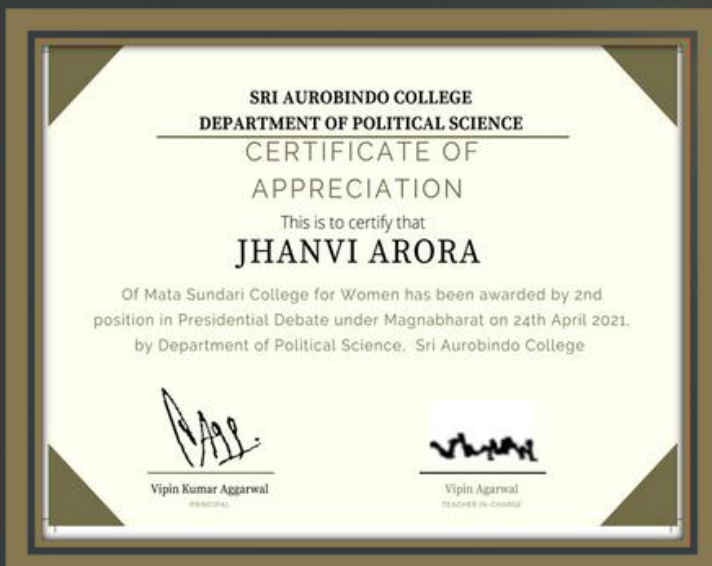 SRI AUROBINDO COLLEGE
DEPARTMENT OF POLITICAL SCIENCE
CERTIFICATE OF
APPRECIATION
This is to certify that
JHANVI ARORA
Of Mata Sundari College for Women has been awarded by 2nd
position in Presidential Debate under Magnabharat on 24th April 2021,
by Department of Political Science, Sri Aurobindo College
Vipin Kumar Aggarwal
PRINCIPAL
Vipin Agarwal
TEACHER IN-CHARGE